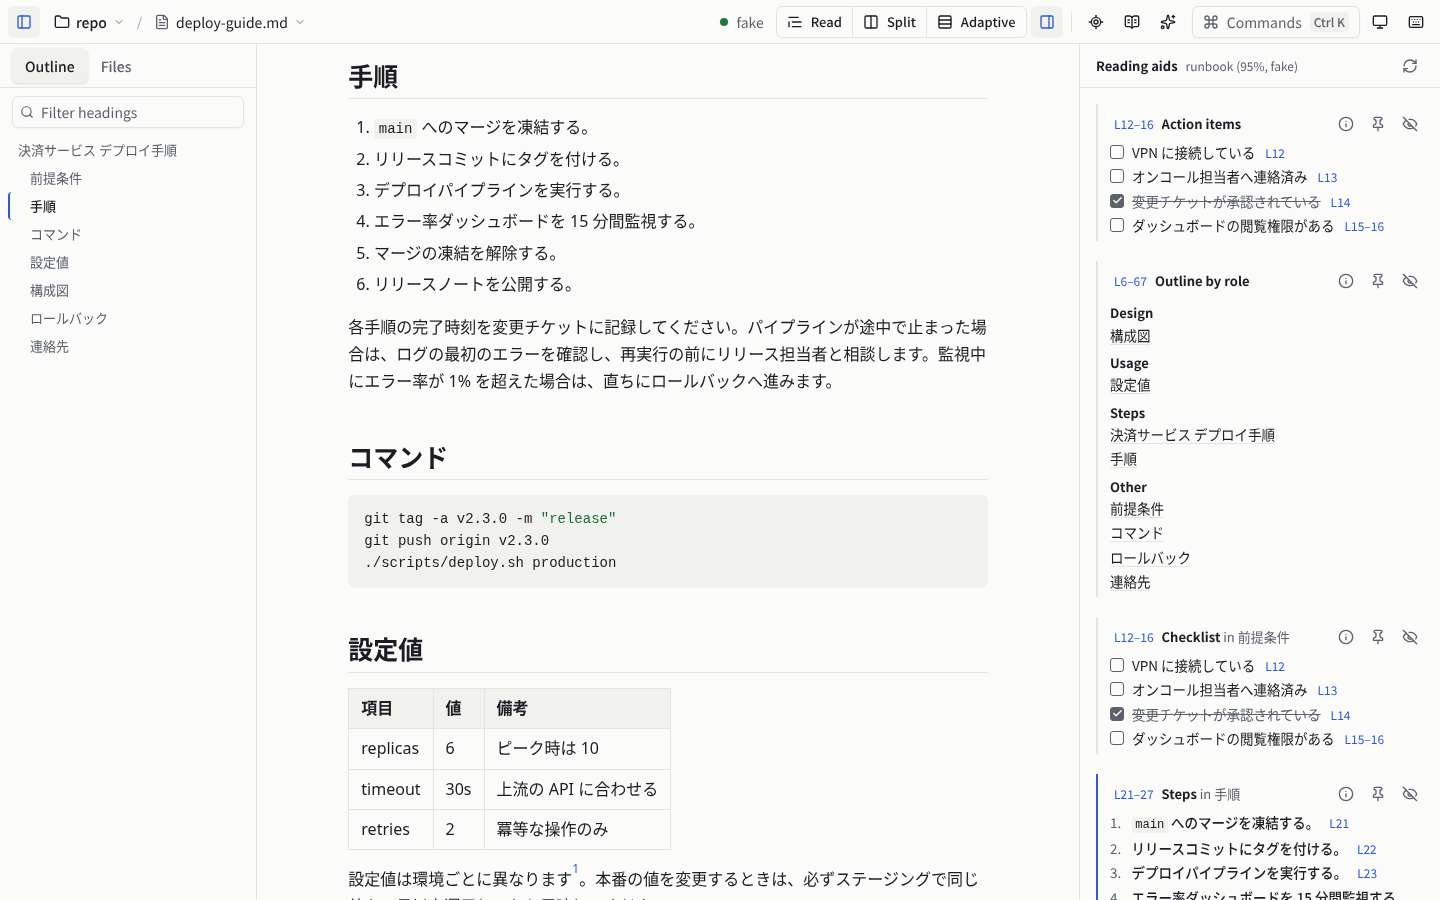 repo / deploy-guide.md
fake
Read
Split
Adaptive
Commands Ctrl K
Outline Files
Filter headings
決済サービス デプロイ手順
前提条件
手順
コマンド
設定値
構成図
ロールバック
連絡先
手順
1. main へのマージを凍結する。
2. リリースコミットにタグを付ける。
3. デプロイパイプラインを実行する。
4. エラー率ダッシュボードを 15 分間監視する。
5. マージの凍結を解除する。
6. リリースノートを公開する。
各手順の完了時刻を変更チケットに記録してください。パイプラインが途中で止まった場
合は、ログの最初のエラーを確認し、再実行の前にリリース担当者と相談します。監視中
にエラー率が 1% を超えた場合は、直ちにロールバックへ進みます。
コマンド
git tag -a v2.3.0 -m "release"
git push origin v2.3.0
./scripts/deploy.sh production
設定値
項目 値 備考
replicas 6 ピーク時は 10
timeout 30s 上流の API に合わせる
retries 2 冪等な操作のみ
設定値は環境ごとに異なります1。本番の値を変更するときは、必ずステージングで同じ
Reading aids runbook (95%, fake)
L12–16 Action items
VPN に接続している L12
オンコール担当者へ連絡済み L13
変更チケットが承認されている L14
ダッシュボードの閲覧権限がある L15–16
L6–67 Outline by role
Design
構成図
Usage
設定値
Steps
決済サービス デプロイ手順
手順
Other
前提条件
コマンド
ロールバック
連絡先
L12–16 Checklist in 前提条件
VPN に接続している L12
オンコール担当者へ連絡済み L13
変更チケットが承認されている L14
ダッシュボードの閲覧権限がある L15–16
L21–27 Steps in 手順
1. main へのマージを凍結する。 L21
2. リリースコミットにタグを付ける。 L22
3. デプロイパイプラインを実行する。 L23
4. エラー率ダッシュボードを 15 分間監視する